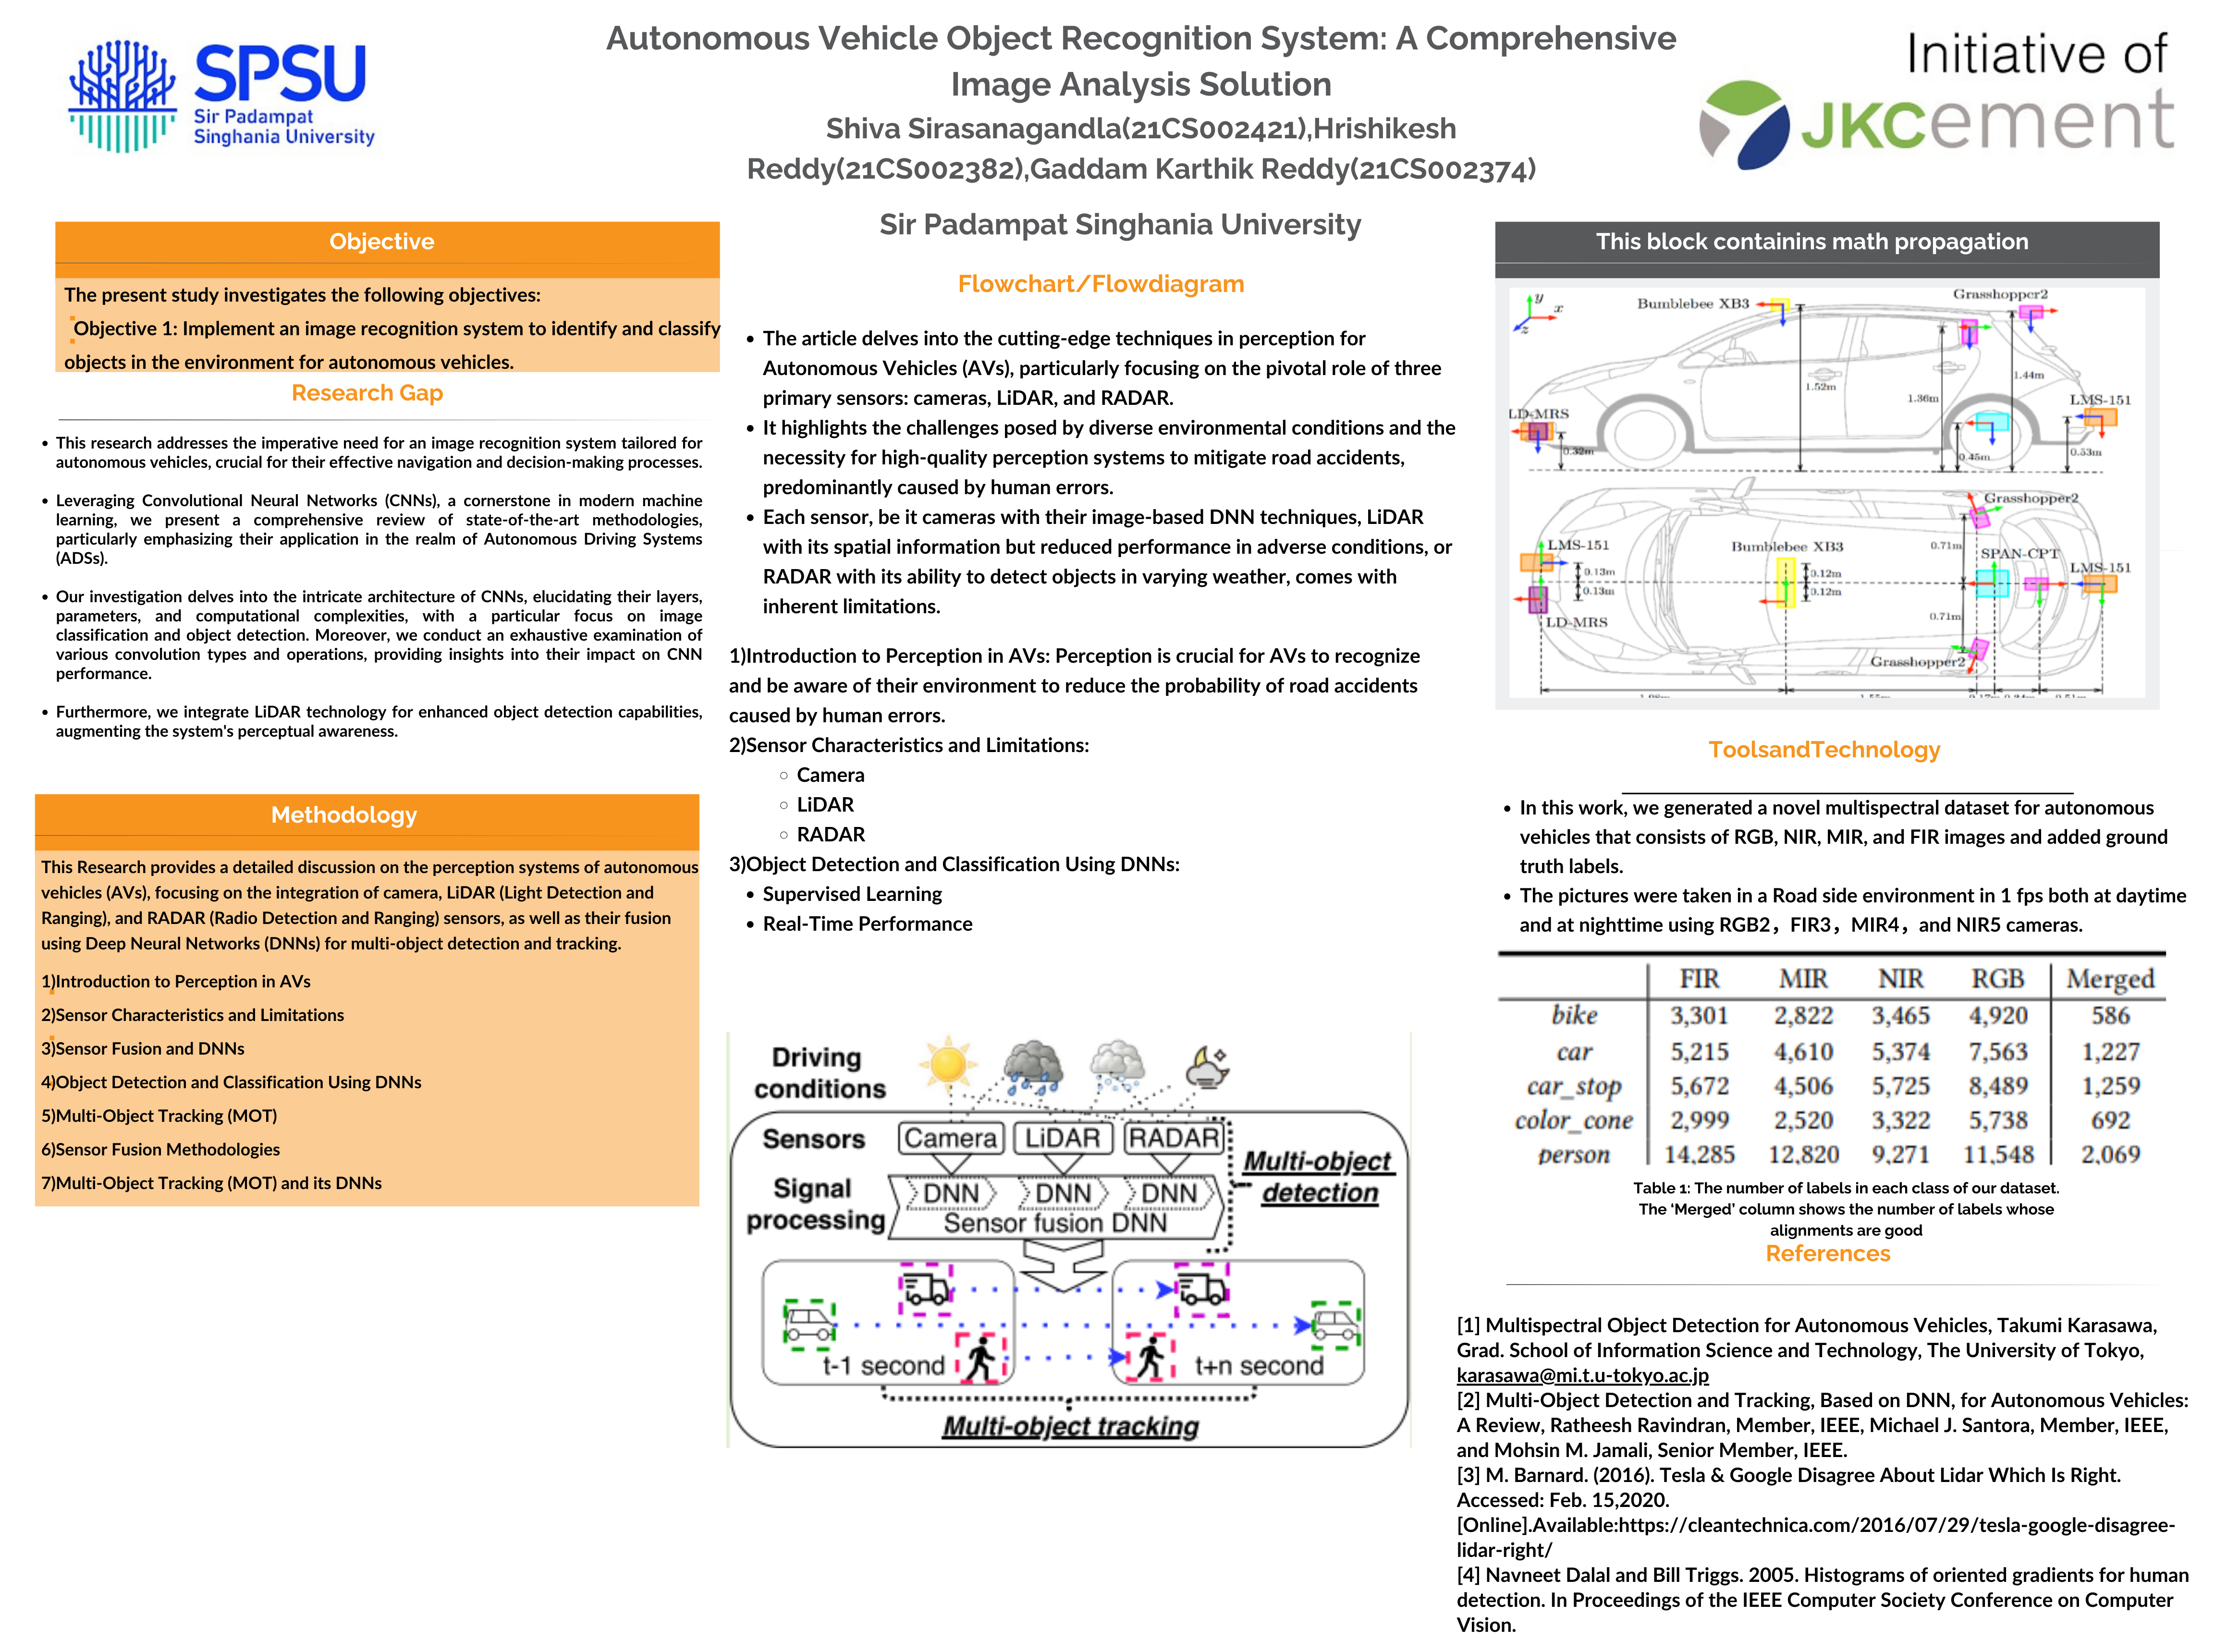 SPSU
Sir Padampat
Singhania University
Autonomous Vehicle Object Recognition System: A Comprehensive
Image Analysis Solution
Shiva Sirasanagandla(21CS002421),Hrishikesh
Reddy(21CS002382),Gaddam Karthik Reddy(21CS002374)
Sir Padampat Singhania University
Initiative of
JKCement
Objective
The present study investigates the following objectives:
Objective 1: Implement an image recognition system to identify and classify
objects in the environment for autonomous vehicles.
Research Gap
• This research addresses the imperative need for an image recognition system tailored for
autonomous vehicles, crucial for their effective navigation and decision-making processes.
• Leveraging Convolutional Neural Networks (CNNs), a cornerstone in modern machine
learning, we present a comprehensive review of state-of-the-art methodologies,
particularly emphasizing their application in the realm of Autonomous Driving Systems
(ADSs).
• Our investigation delves into the intricate architecture of CNNs, elucidating their layers,
parameters, and computational complexities, with a particular focus on image
classification and object detection. Moreover, we conduct an exhaustive examination of
various convolution types and operations, providing insights into their impact on CNN
performance.
• Furthermore, we integrate LiDAR technology for enhanced object detection capabilities,
augmenting the system's perceptual awareness.
Methodology
This Research provides a detailed discussion on the perception systems of autonomous
vehicles (AVs), focusing on the integration of camera, LiDAR (Light Detection and
Ranging), and RADAR (Radio Detection and Ranging) sensors, as well as their fusion
using Deep Neural Networks (DNNs) for multi-object detection and tracking.
1)Introduction to Perception in AVs
2)Sensor Characteristics and Limitations
3)Sensor Fusion and DNNs
4)Object Detection and Classification Using DNNs
5)Multi-Object Tracking (MOT)
6)Sensor Fusion Methodologies
7)Multi-Object Tracking (MOT) and its DNNs
Flowchart/Flowdiagram
• The article delves into the cutting-edge techniques in perception for
Autonomous Vehicles (AVs), particularly focusing on the pivotal role of three
primary sensors: cameras, LiDAR, and RADAR.
• It highlights the challenges posed by diverse environmental conditions and the
necessity for high-quality perception systems to mitigate road accidents,
predominantly caused by human errors.
• Each sensor, be it cameras with their image-based DNN techniques, LiDAR
with its spatial information but reduced performance in adverse conditions, or
RADAR with its ability to detect objects in varying weather, comes with
inherent limitations.
1)Introduction to Perception in AVs: Perception is crucial for AVs to recognize
and be aware of their environment to reduce the probability of road accidents
caused by human errors.
2)Sensor Characteristics and Limitations:
○ Camera
○ LiDAR
○ RADAR
3)Object Detection and Classification Using DNNs:
• Supervised Learning
• Real-Time Performance
Driving
conditions
Sensors
Camera LiDAR RADAR
Multi-object
detection
Signal
processing
DNN DNN DNN
Sensor fusion DNN
t-1 second
t+n second
Multi-object tracking
This block containins math propagation
y
x
z
Bumblebee XB3
Grasshopper2
1.52m
1.36m
1.44m
LD-MRS
LMS-151
0.32m
0.45m
0.53m
Grasshopper2
LMS-151
Bumblebee XB3
0.71m
SPAN-CPT
LMS-151
0.13m
0.12m
0.13m
0.12m
LD-MRS
0.71m
Grasshopper2
ToolsandTechnology
• In this work, we generated a novel multispectral dataset for autonomous
vehicles that consists of RGB, NIR, MIR, and FIR images and added ground
truth labels.
• The pictures were taken in a Road side environment in 1 fps both at daytime
and at nighttime using RGB2，FIR3，MIR4，and NIR5 cameras.
FIR MIR NIR RGB Merged
bike 3,301 2,822 3,465 4,920 586
car 5,215 4,610 5,374 7,563 1,227
car_stop 5,672 4,506 5,725 8,489 1,259
color_cone 2,999 2,520 3,322 5,738 692
person 14,285 12,820 9,271 11,548 2,069
Table 1: The number of labels in each class of our dataset.
The ‘Merged’ column shows the number of labels whose
alignments are good
References
[1] Multispectral Object Detection for Autonomous Vehicles, Takumi Karasawa,
Grad. School of Information Science and Technology, The University of Tokyo,
karasawa@mi.t.u-tokyo.ac.jp
[2] Multi-Object Detection and Tracking, Based on DNN, for Autonomous Vehicles:
A Review, Ratheesh Ravindran, Member, IEEE, Michael J. Santora, Member, IEEE,
and Mohsin M. Jamali, Senior Member, IEEE.
[3] M. Barnard. (2016). Tesla & Google Disagree About Lidar Which Is Right.
Accessed: Feb. 15,2020.
[Online].Available:https://cleantechnica.com/2016/07/29/tesla-google-disagree-
lidar-right/
[4] Navneet Dalal and Bill Triggs. 2005. Histograms of oriented gradients for human
detection. In Proceedings of the IEEE Computer Society Conference on Computer
Vision.